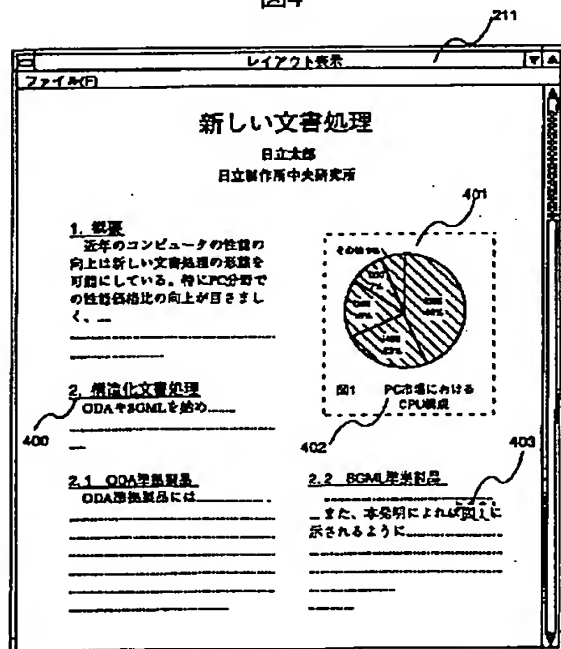 図4
211
レイアウト表示
ファイル(F)
新しい文書処理
日立太郎
日立製作所中央研究所
401
1. 概要
近年のコンピュータの性能の
向上は新しい文書処理の形態を
可能にしている。特にPC分野で
の性能価格比の向上が目さまし
く、...
その他
図1 PC市場における
CPU構成
2. 構造化文書処理
ODAやSGMLを始め......
400
402
403
2.1 ODA準拠製品
ODA準拠製品には
2.2 SGML準拠製品
また、本発明によれば図1に
示されるように